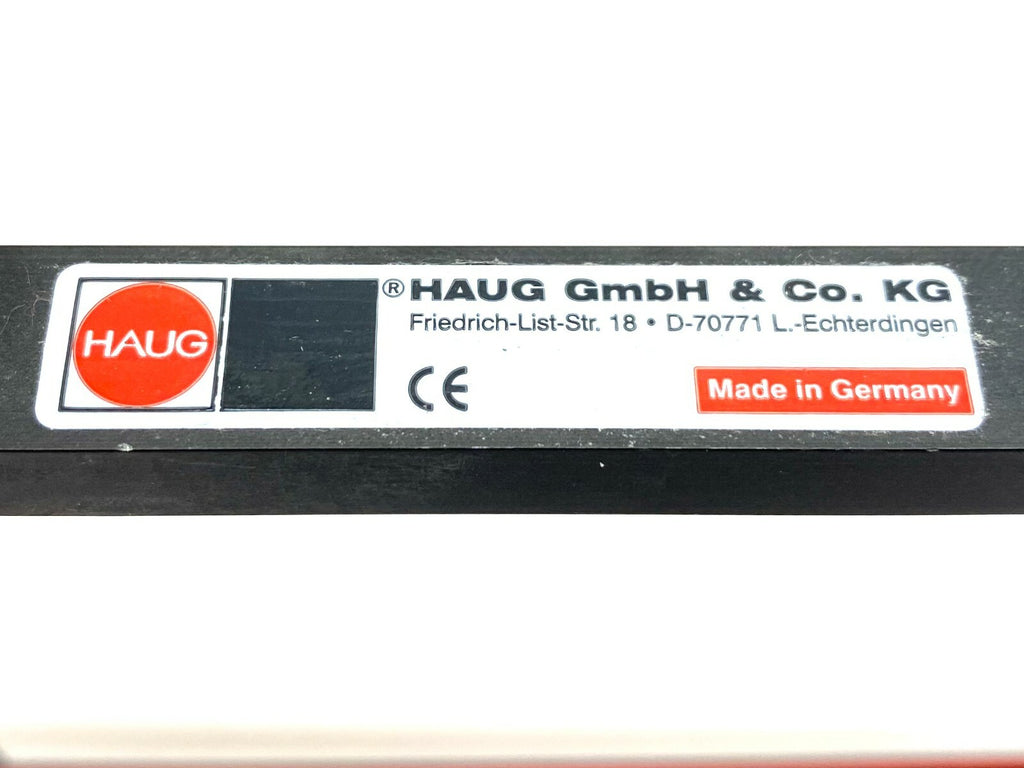 HAUG
® HAUG GmbH & Co. KG
Friedrich-List-Str. 18 • D-70771 L.-Echterdingen
CE
Made in Germany